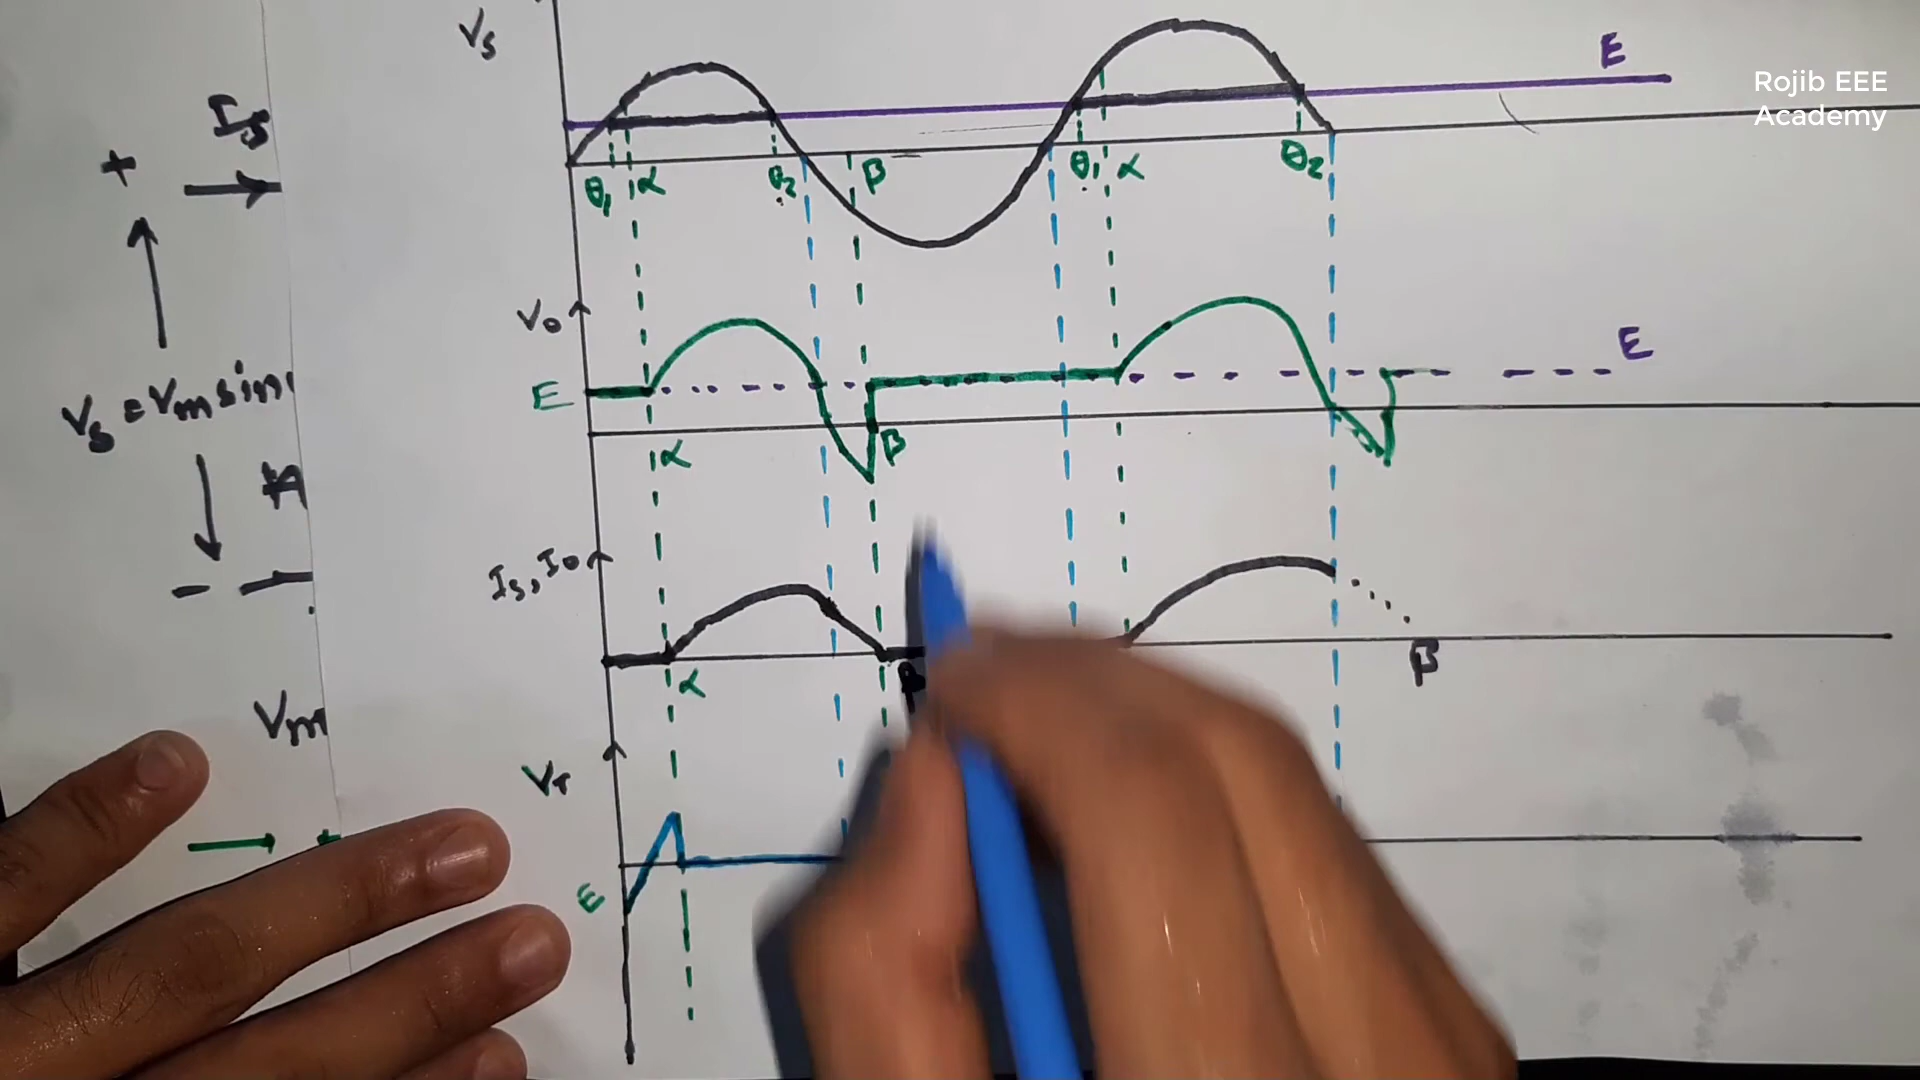 Vs
E
Rojib EEE
Academy
Is
+
θ1
α
θ2
β
θ1
α
θ2
Vo
E
E
Vs = Vm sin
α
β
Is, Io
-
α
β
β
Vm
VT
+
E